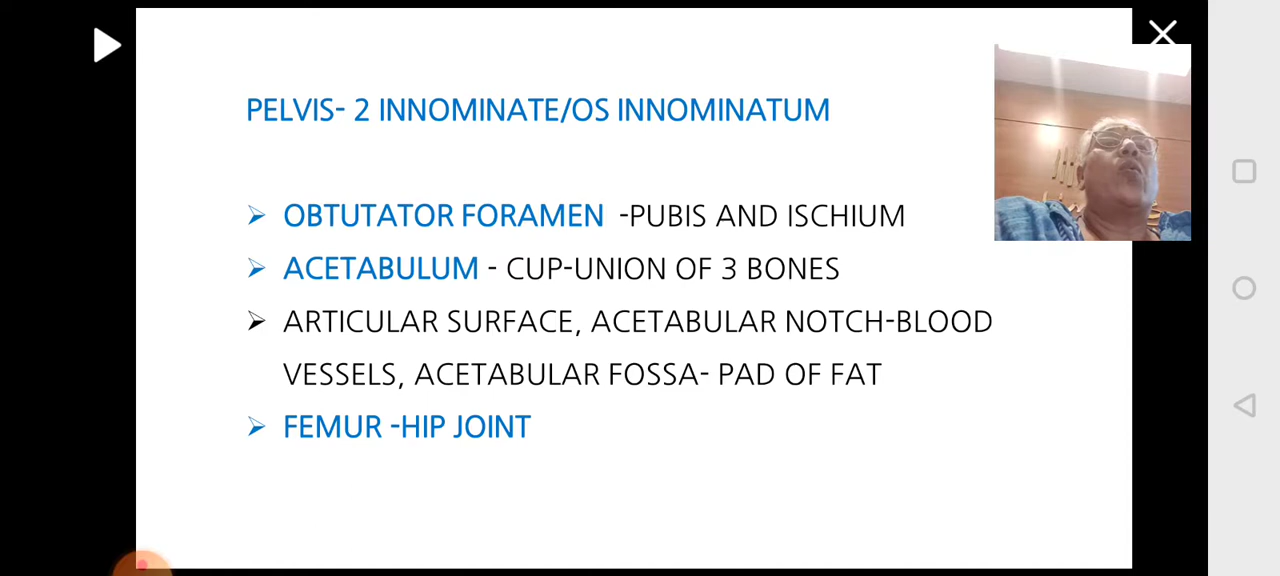 PELVIS- 2 INNOMINATE/OS INNOMINATUM
OBTUTATOR FORAMEN -PUBIS AND ISCHIUM
ACETABULUM - CUP-UNION OF 3 BONES
ARTICULAR SURFACE, ACETABULAR NOTCH-BLOOD
VESSELS, ACETABULAR FOSSA- PAD OF FAT
FEMUR -HIP JOINT